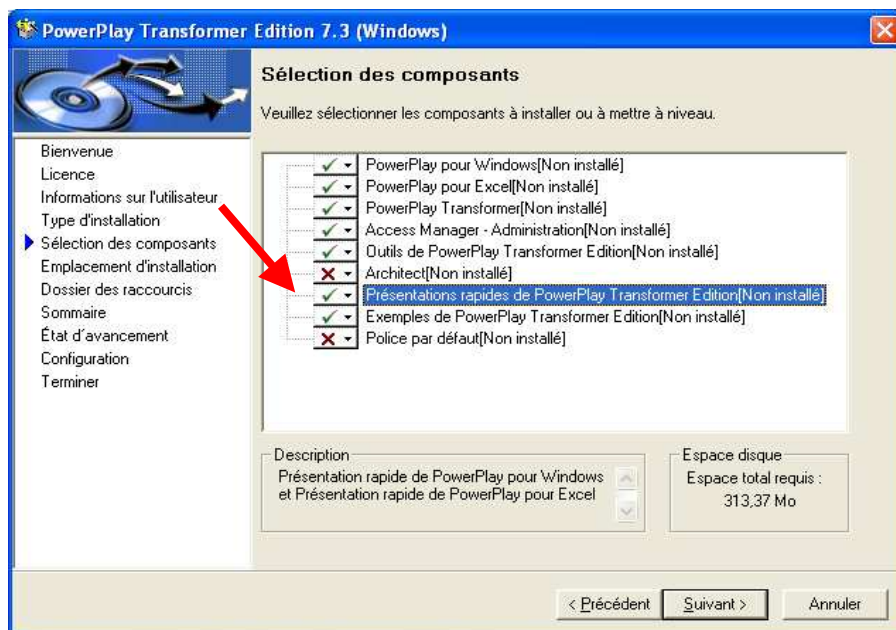 PowerPlay Transformer Edition 7.3 (Windows)
Sélection des composants
Veuillez sélectionner les composants à installer ou à mettre à niveau.
Bienvenue
Licence
Informations sur l'utilisateur
Type d'installation
Sélection des composants
Emplacement d'installation
Dossier des raccourcis
Sommaire
État d´avancement
Configuration
Terminer
PowerPlay pour Windows[Non installé]
PowerPlay pour Excel[Non installé]
PowerPlay Transformer[Non installé]
Access Manager - Administration[Non installé]
Outils de PowerPlay Transformer Edition[Non installé]
Architect[Non installé]
Présentations rapides de PowerPlay Transformer Edition[Non installé]
Exemples de PowerPlay Transformer Edition[Non installé]
Police par défaut[Non installé]
Description
Présentation rapide de PowerPlay pour Windows
et Présentation rapide de PowerPlay pour Excel
Espace disque
Espace total requis :
313,37 Mo
< Précédent
Suivant >
Annuler